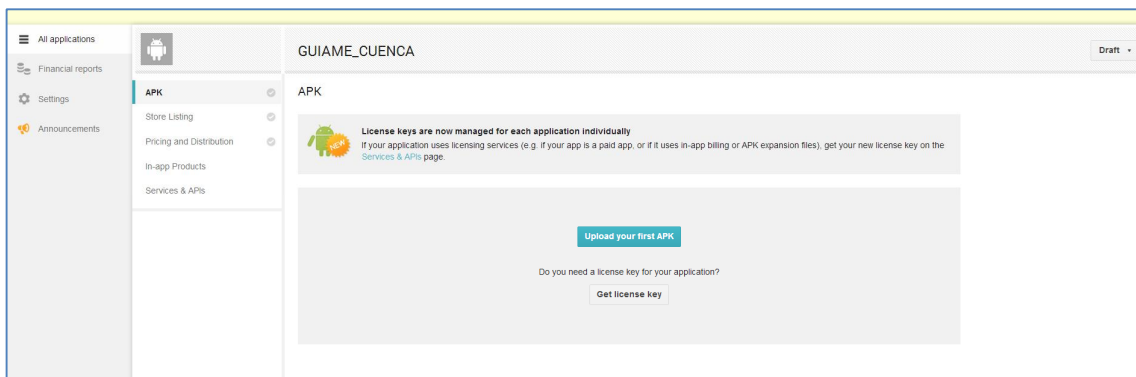 All applications
Financial reports
Settings
Announcements
APK
Store Listing
Pricing and Distribution
In-app Products
Services & APIs
GUIAME_CUENCA
Draft
APK
NEW
License keys are now managed for each application individually
If your application uses licensing services (e.g. if your app is a paid app, or if it uses in-app billing or APK expansion files), get your new license key on the
Services & APIs page.
Upload your first APK
Do you need a license key for your application?
Get license key